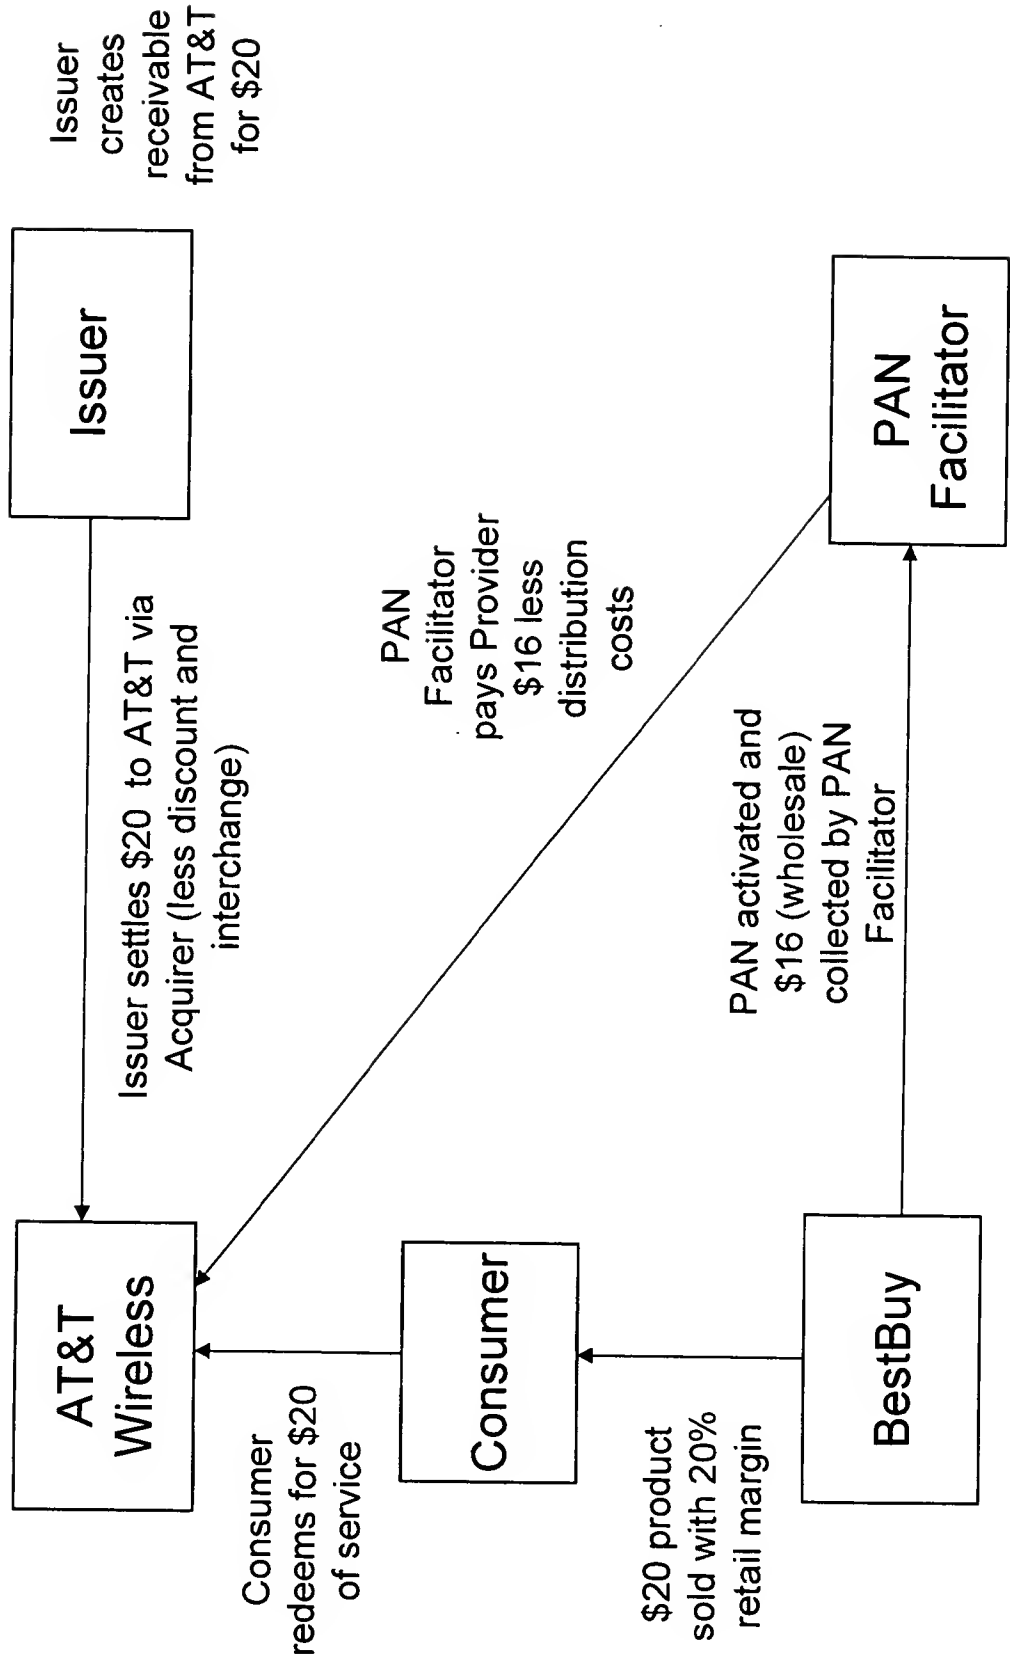 AT&T
Wireless
Issuer settles $20 to AT&T via
Acquirer (less discount and
interchange)
Issuer
Issuer
creates
receivable
from AT&T
for $20
Consumer
redeems for $20
of service
Consumer
PAN
Facilitator
pays Provider
$16 less
distribution
costs
$20 product
sold with 20%
retail margin
BestBuy
PAN activated and
$16 (wholesale)
collected by PAN
Facilitator
PAN
Facilitator